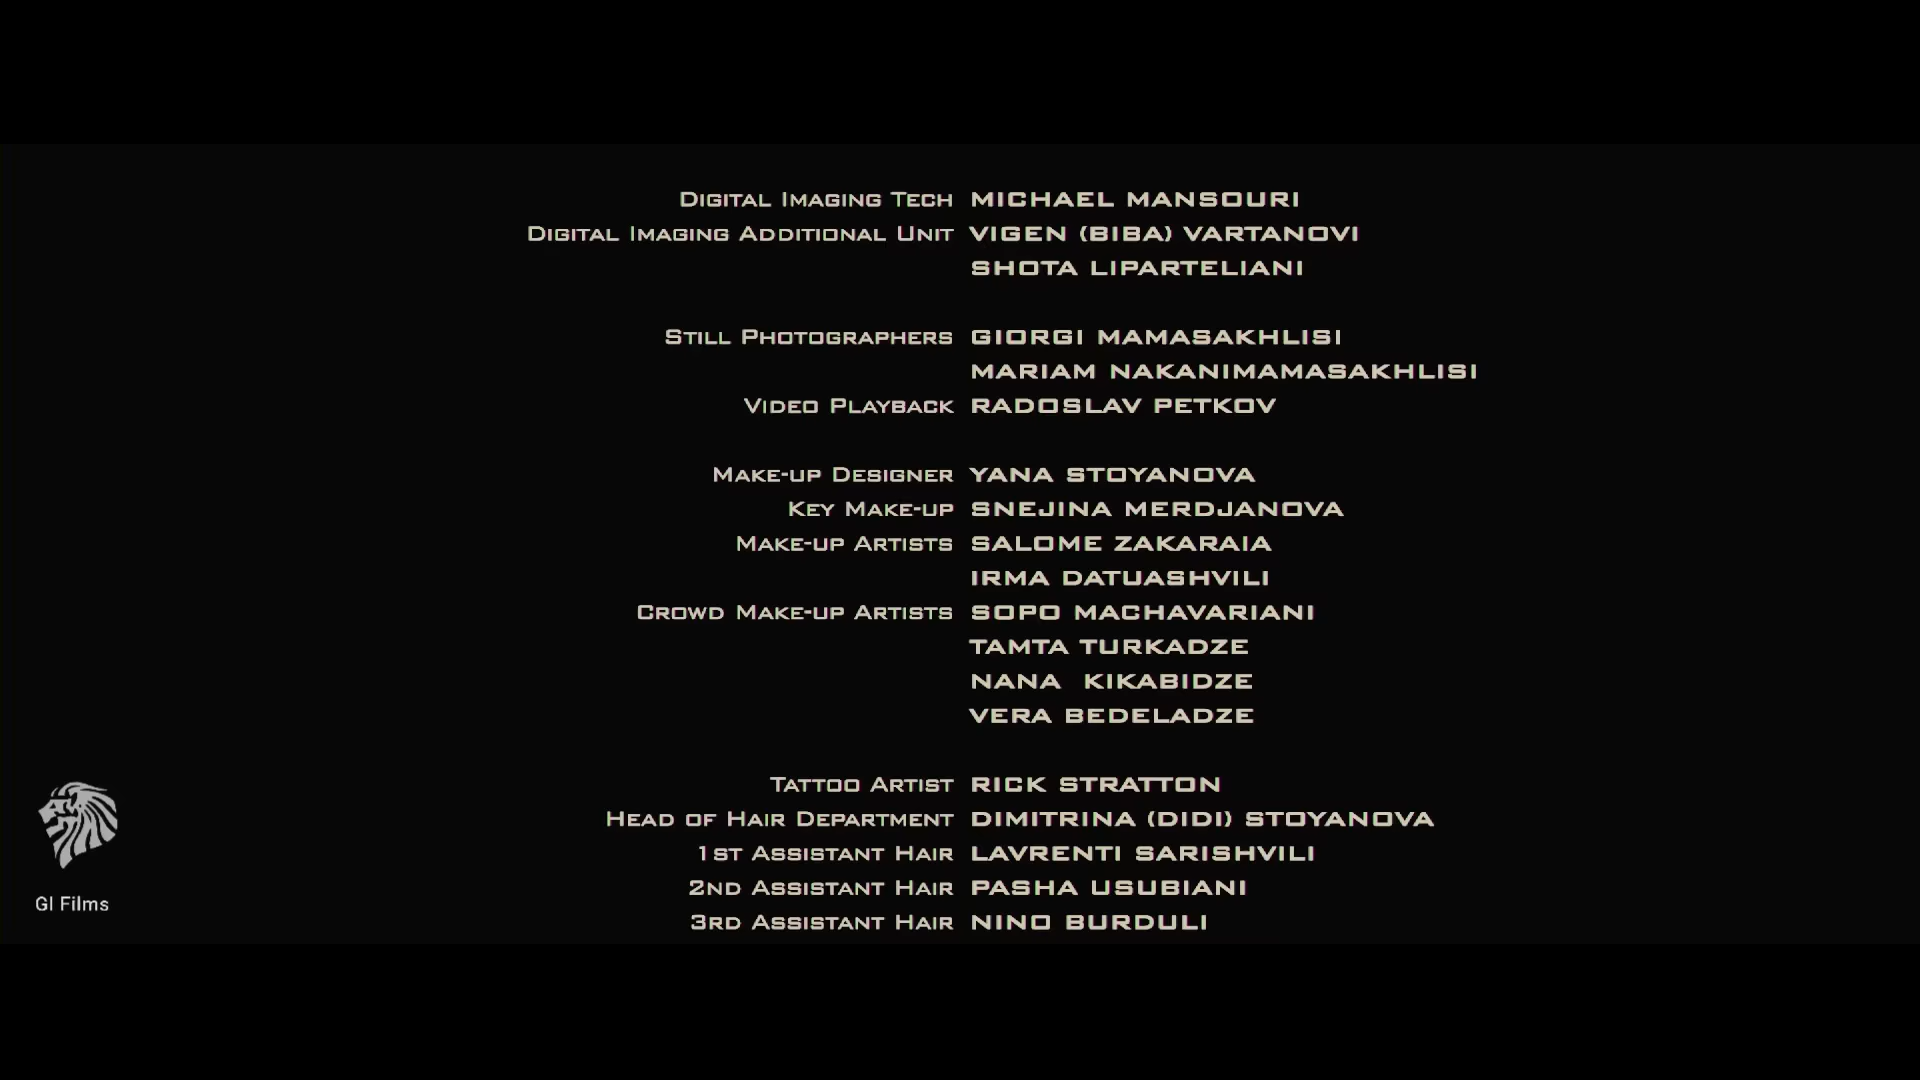 Digital Imaging Tech MICHAEL MANSOURI
Digital Imaging Additional Unit VIGEN (BIBA) VARTANOVI
SHOTA LIPARTELIANI
Still Photographers GIORGI MAMASAKHLISI
MARIAM NAKANIMAMASAKHLISI
Video Playback RADOSLAV PETKOV
Make-up Designer YANA STOYANOVA
Key Make-up SNEJINA MERDJANOVA
Make-up Artists SALOME ZAKARAIA
IRMA DATUASHVILI
Crowd Make-up Artists SOPO MACHAVARIANI
TAMTA TURKADZE
NANA KIKABIDZE
VERA BEDELADZE
Tattoo Artist RICK STRATTON
Head of Hair Department DIMITRINA (DIDI) STOYANOVA
1st Assistant Hair LAVRENTI SARISHVILI
2nd Assistant Hair PASHA USUBIANI
GI Films
3rd Assistant Hair NINO BURDULI